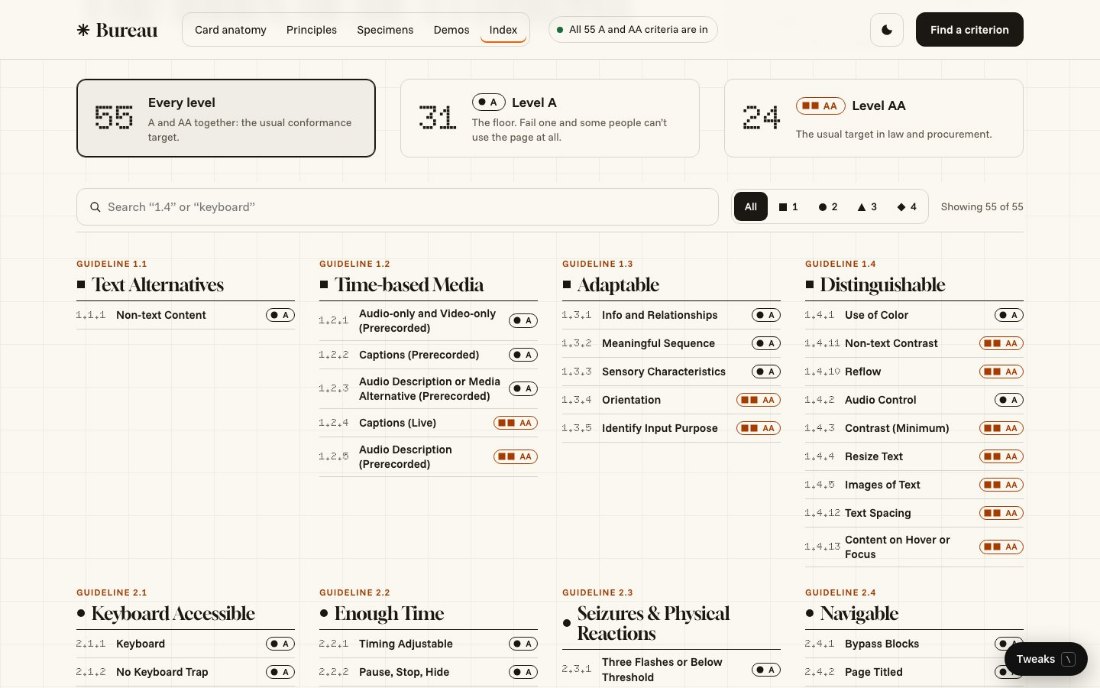 Bureau
Card anatomy
Principles
Specimens
Demos
Index
All 55 A and AA criteria are in
Find a criterion
55
Every level
A and AA together: the usual conformance
target.
31
A
Level A
The floor. Fail one and some people can't
use the page at all.
24
AA
Level AA
The usual target in law and procurement.
Search “1.4” or “keyboard”
All
1
2
3
4
Showing 55 of 55
GUIDELINE 1.1
Text Alternatives
1.1.1 Non-text Content A
GUIDELINE 1.2
Time-based Media
1.2.1 Audio-only and Video-only
(Prerecorded) A
1.2.2 Captions (Prerecorded) A
1.2.3 Audio Description or Media
Alternative (Prerecorded) A
1.2.4 Captions (Live) AA
1.2.5 Audio Description
(Prerecorded) AA
GUIDELINE 1.3
Adaptable
1.3.1 Info and Relationships A
1.3.2 Meaningful Sequence A
1.3.3 Sensory Characteristics A
1.3.4 Orientation AA
1.3.5 Identify Input Purpose AA
GUIDELINE 1.4
Distinguishable
1.4.1 Use of Color A
1.4.11 Non-text Contrast AA
1.4.10 Reflow AA
1.4.2 Audio Control A
1.4.3 Contrast (Minimum) AA
1.4.4 Resize Text AA
1.4.5 Images of Text AA
1.4.12 Text Spacing AA
1.4.13 Content on Hover or
Focus AA
GUIDELINE 2.1
Keyboard Accessible
2.1.1 Keyboard A
2.1.2 No Keyboard Trap A
GUIDELINE 2.2
Enough Time
2.2.1 Timing Adjustable A
2.2.2 Pause, Stop, Hide A
GUIDELINE 2.3
Seizures & Physical
Reactions
2.3.1 Three Flashes or Below
Threshold A
GUIDELINE 2.4
Navigable
2.4.1 Bypass Blocks
2.4.2 Page Titled
Tweaks \